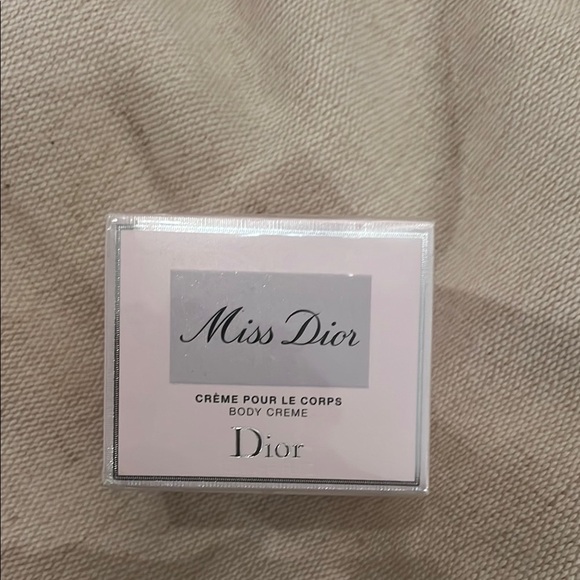 Miss Dior
CRÈME POUR LE CORPS
BODY CREME
Dior